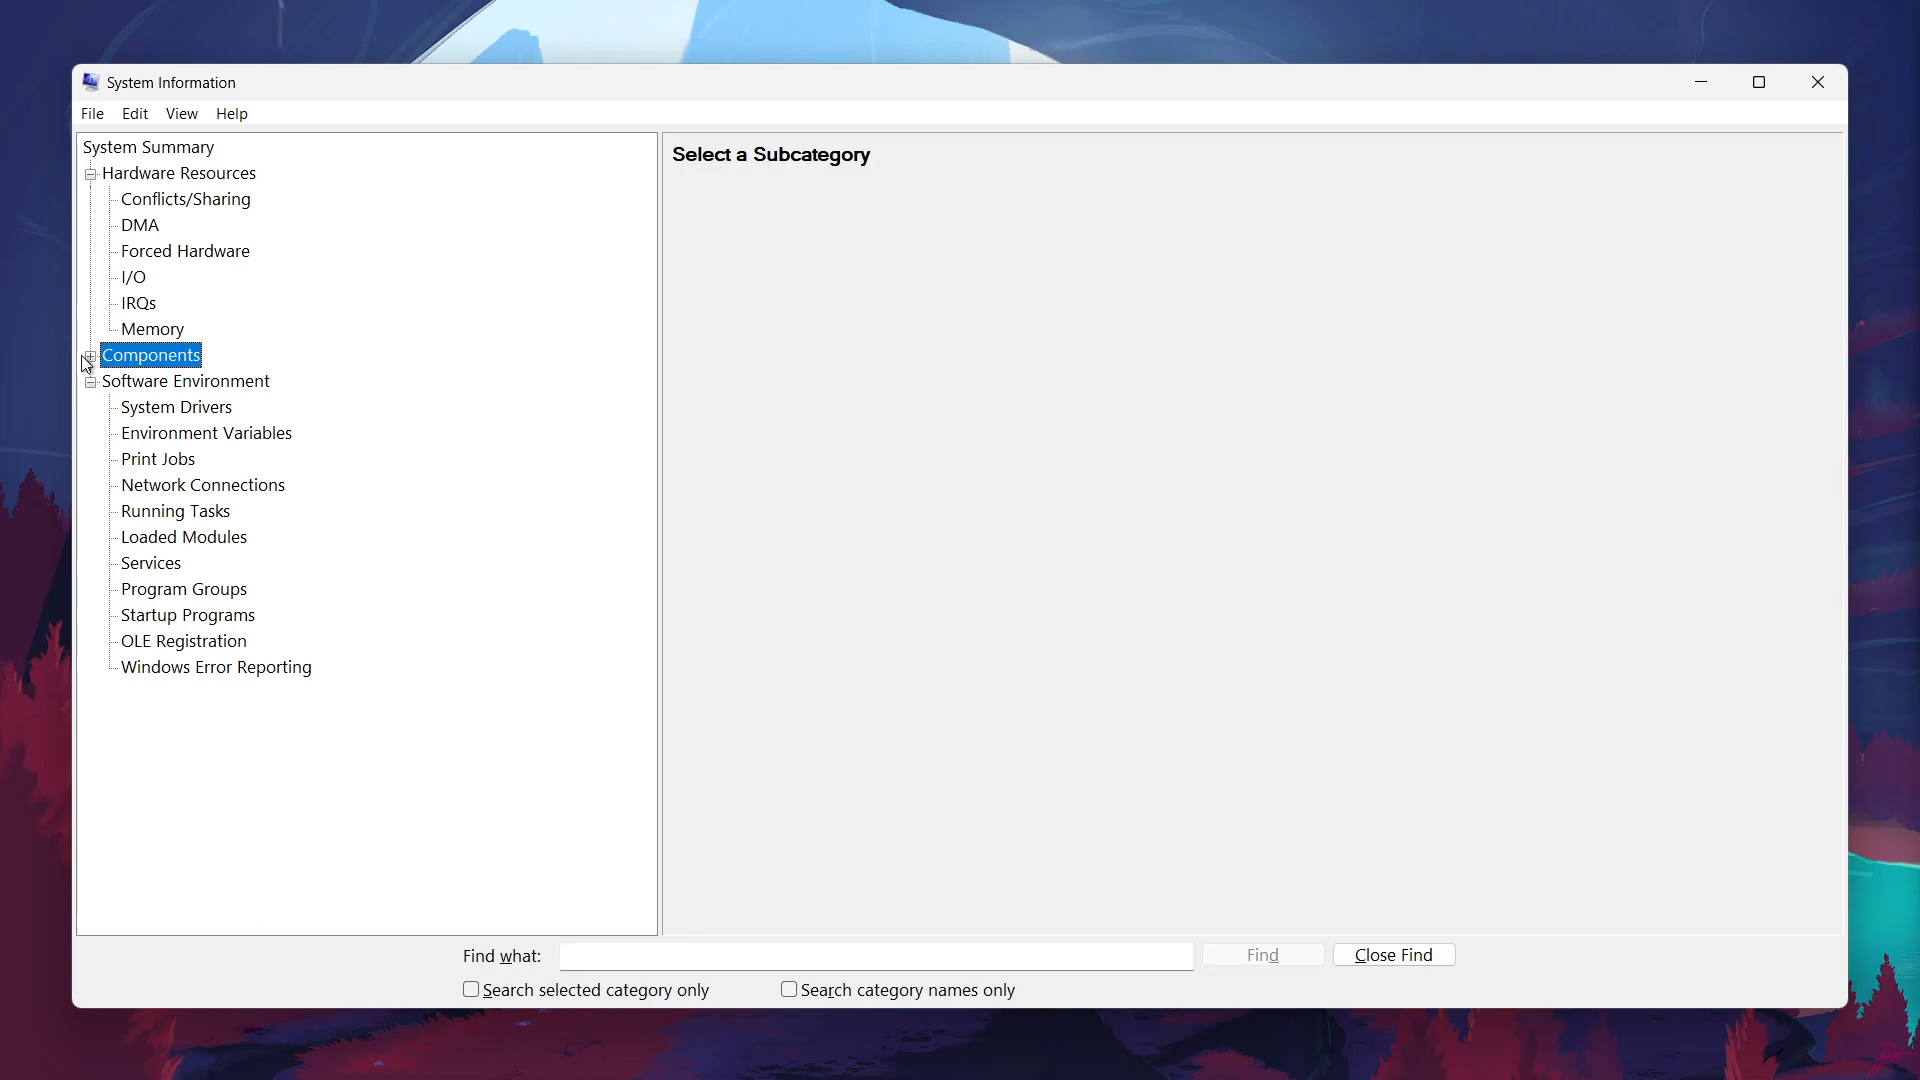 System Information
File Edit View Help
System Summary
Hardware Resources
Conflicts/Sharing
DMA
Forced Hardware
I/O
IRQs
Memory
Components
Software Environment
System Drivers
Environment Variables
Print Jobs
Network Connections
Running Tasks
Loaded Modules
Services
Program Groups
Startup Programs
OLE Registration
Windows Error Reporting
Select a Subcategory
Find what: Find Close Find
Search selected category only Search category names only